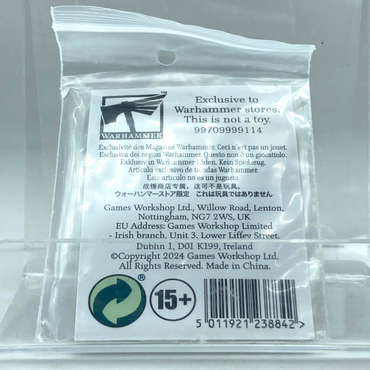 WARHAMMER
Exclusive to
Warhammer stores.
This is not a toy.
99709999114
Exclusivité des Magasins Warhammer. Ceci n'est pas un jouet.
Esclusiva dei negozi Warhammer. Questo non è un giocattolo.
Exklusiv in Warhammer-Läden. Kein Spielzeug.
Artículo exclusivo de tiendas Warhammer.
Este artículo no es un juguete.
战锤商店专属。这可不是玩具。
ウォーハンマーストア限定 これは玩具ではありません
Games Workshop Ltd., Willow Road, Lenton,
Nottingham, NG7 2WS, UK
EU Address: Games Workshop Limited
- Irish branch, Unit 3, Lower Liffey Street,
Dublin 1, D01 K199, Ireland
©Copyright 2024 Games Workshop Ltd.
All Rights Reserved. Made in China.
®
15+
5 011921 238842 >